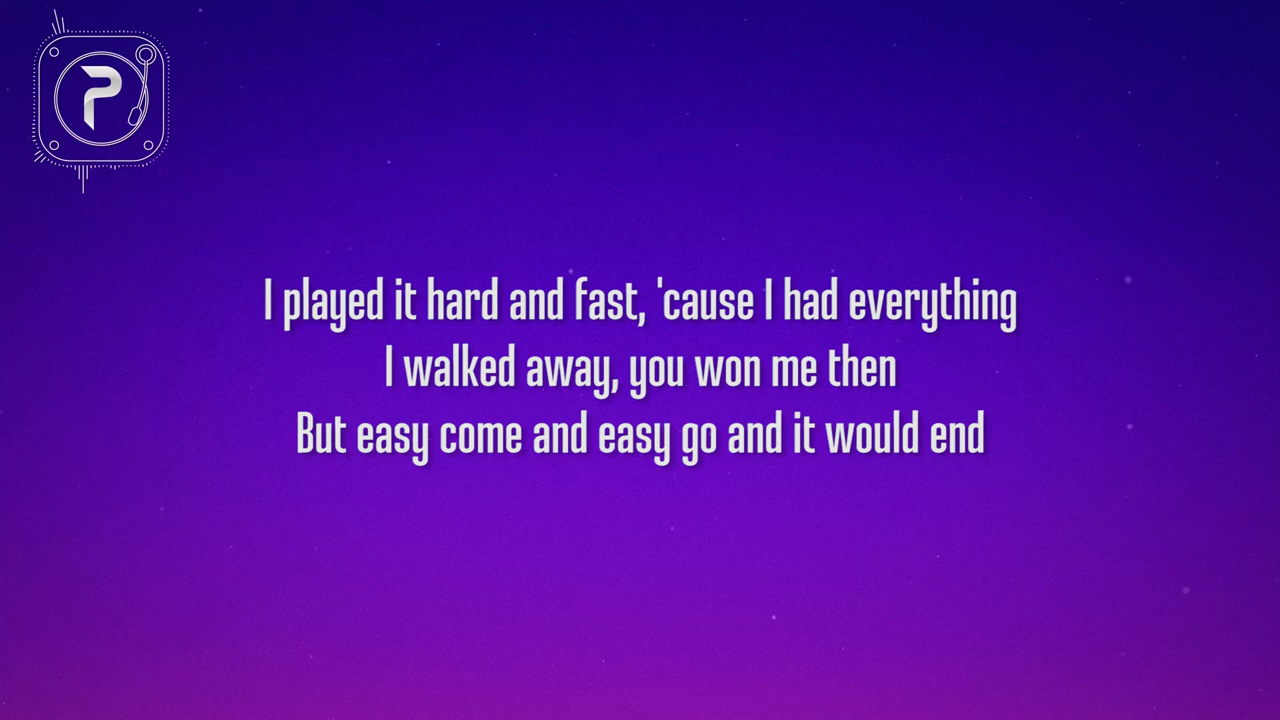 P
I played it hard and fast, 'cause I had everything
I walked away, you won me then
But easy come and easy go and it would end